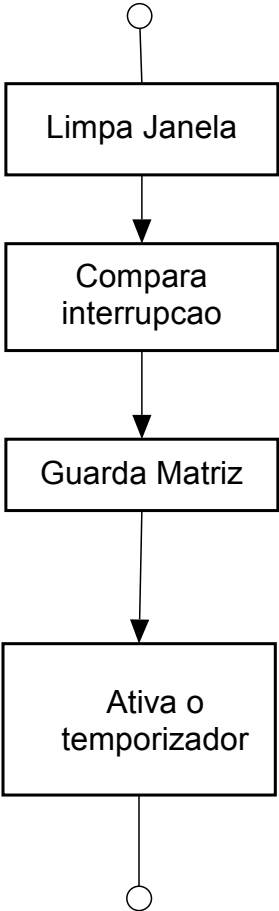 Limpa Janela
Compara
interrupcao
Guarda Matriz
Ativa o
temporizador